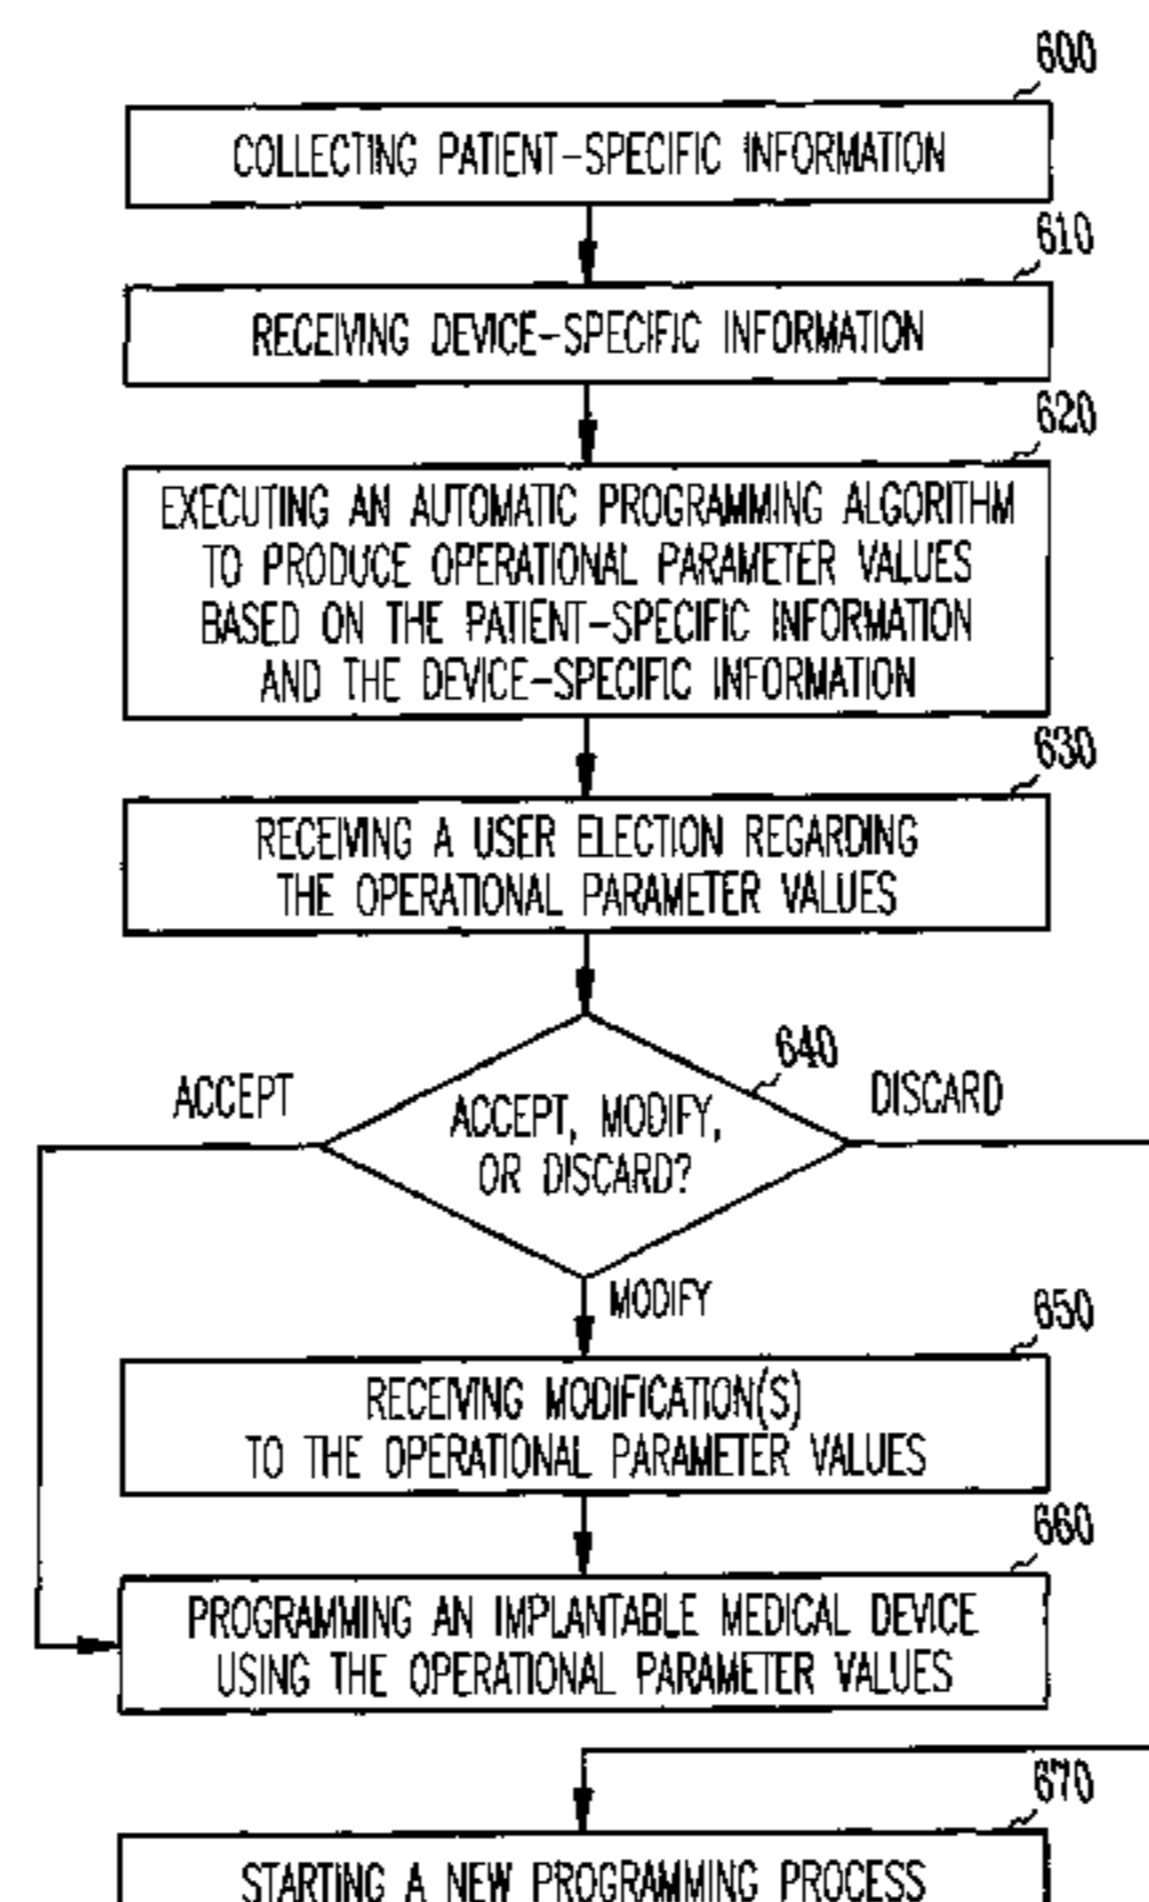 600
COLLECTING PATIENT-SPECIFIC INFORMATION
610
RECEIVING DEVICE-SPECIFIC INFORMATION
620
EXECUTING AN AUTOMATIC PROGRAMMING ALGORITHM
TO PRODUCE OPERATIONAL PARAMETER VALUES
BASED ON THE PATIENT-SPECIFIC INFORMATION
AND THE DEVICE-SPECIFIC INFORMATION
630
RECEIVING A USER ELECTION REGARDING
THE OPERATIONAL PARAMETER VALUES
640
ACCEPT
DISCARD
ACCEPT, MODIFY,
OR DISCARD?
MODIFY
650
RECEIVING MODIFICATION(S)
TO THE OPERATIONAL PARAMETER VALUES
660
PROGRAMMING AN IMPLANTABLE MEDICAL DEVICE
USING THE OPERATIONAL PARAMETER VALUES
670
STARTING A NEW PROGRAMMING PROCESS